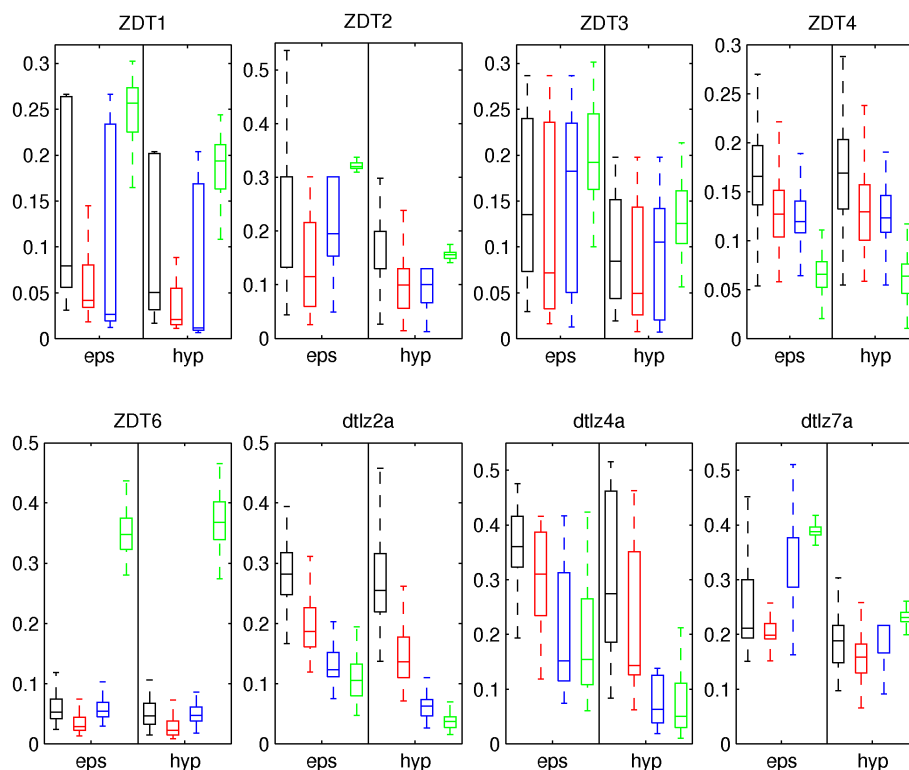 ZDT1 ZDT2 ZDT3 ZDT4
0.3 0.5 0.3 0.3
0.25 0.4 0.25 0.25
0.2 0.3 0.2 0.2
0.15 0.2 0.15 0.15
0.1 0.1 0.1 0.1
0.05 0.05 0.05
0 0 0 0
eps hyp eps hyp eps hyp eps hyp
ZDT6 dtlz2a dtlz4a dtlz7a
0.5 0.5 0.5 0.5
0.4 0.4 0.4 0.4
0.3 0.3 0.3 0.3
0.2 0.2 0.2 0.2
0.1 0.1 0.1 0.1
0 0 0 0
eps hyp eps hyp eps hyp eps hyp